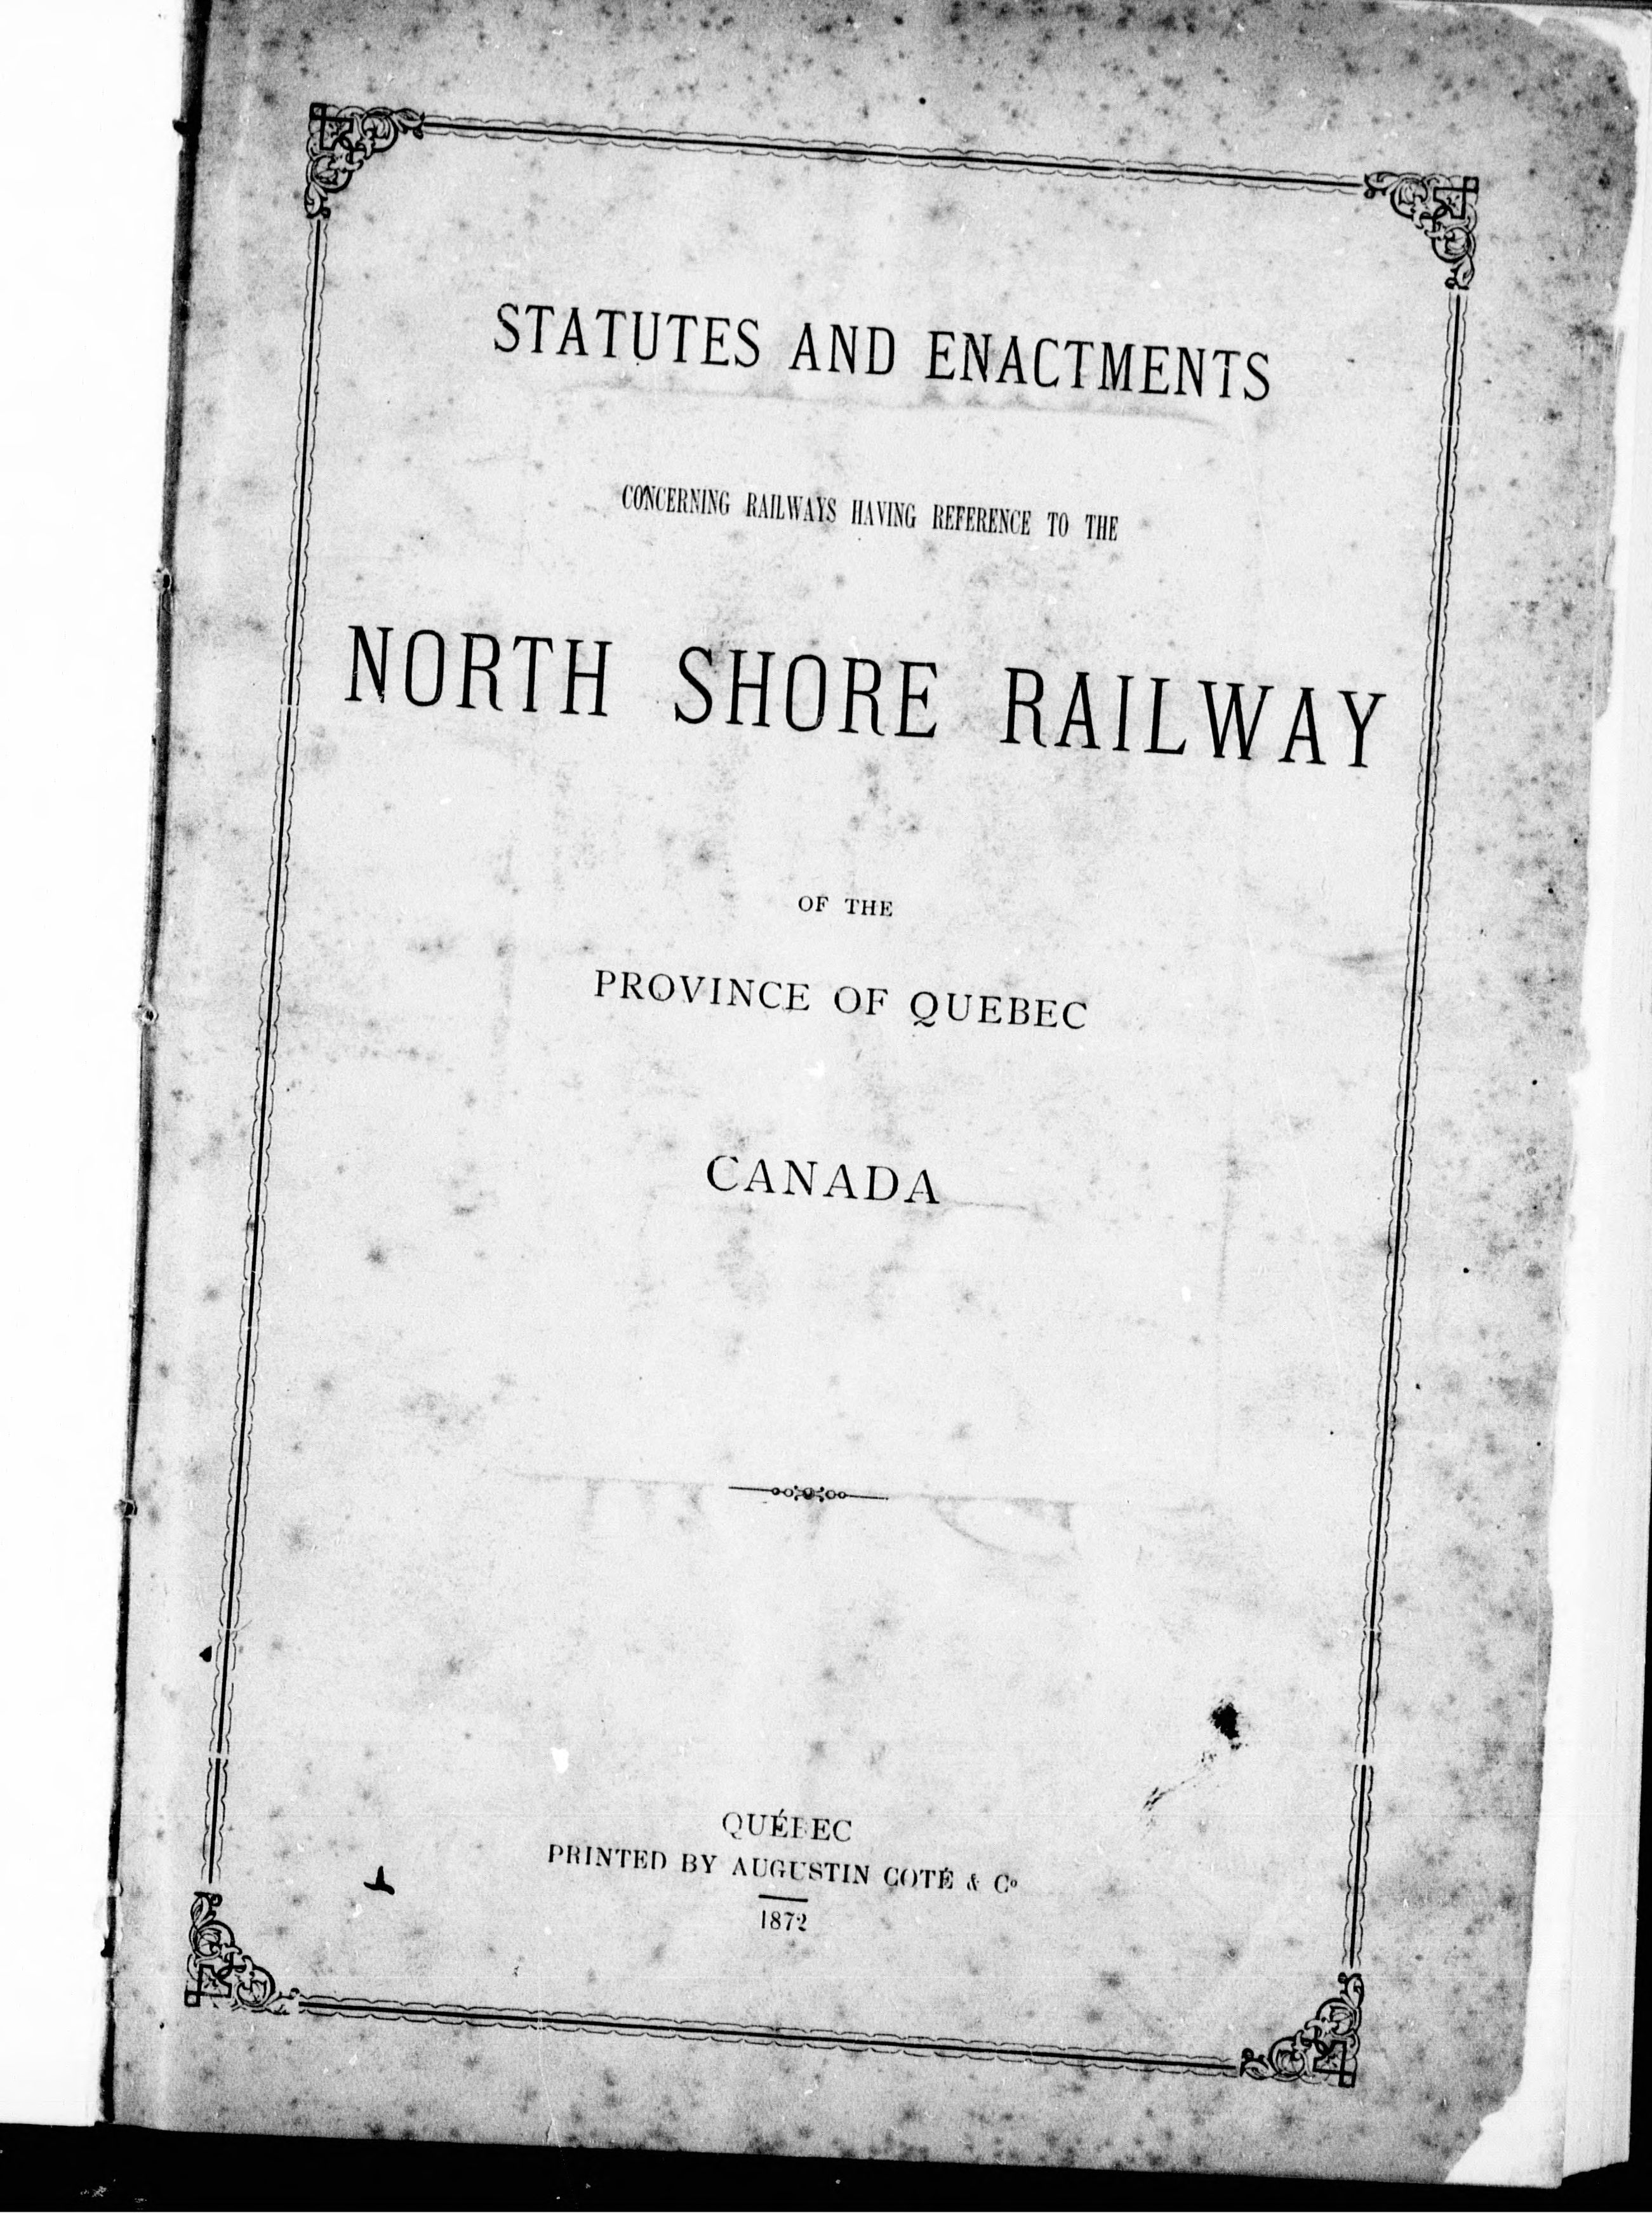 STATUTES AND ENACTMENTS
CONCERNING RAILWAYS HAVING REFERENCE TO THE
NORTH SHORE RAILWAY
OF THE
PROVINCE OF QUEBEC
CANADA
QUÉBEC
PRINTED BY AUGUSTIN COTÉ & Co
1872